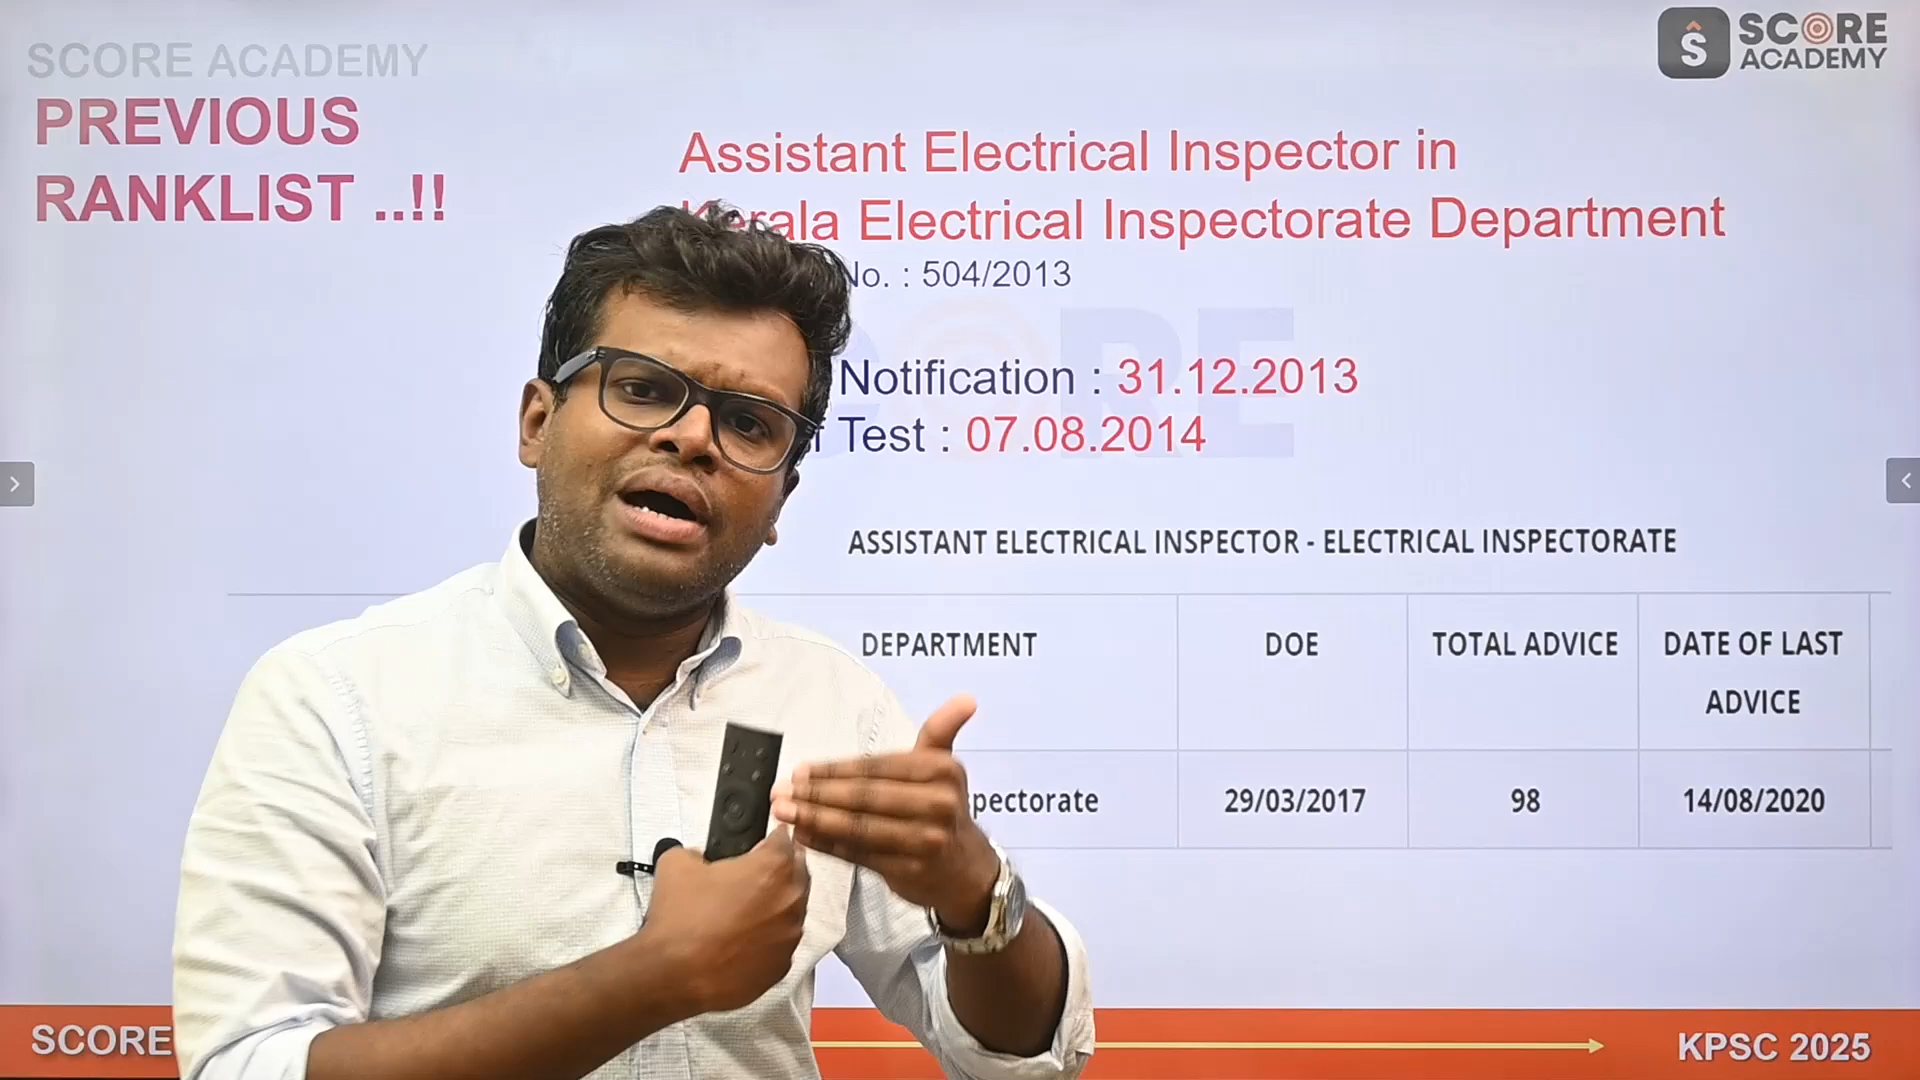 SCORE ACADEMY
SCORE
ACADEMY
PREVIOUS
RANKLIST ..!!
Assistant Electrical Inspector in
Kerala Electrical Inspectorate Department
No. : 504/2013
SCORE
Notification : 31.12.2013
Test : 07.08.2014
ASSISTANT ELECTRICAL INSPECTOR - ELECTRICAL INSPECTORATE
DEPARTMENT DOE TOTAL ADVICE DATE OF LAST
ADVICE
29/03/2017 98 14/08/2020
SCORE
KPSC 2025